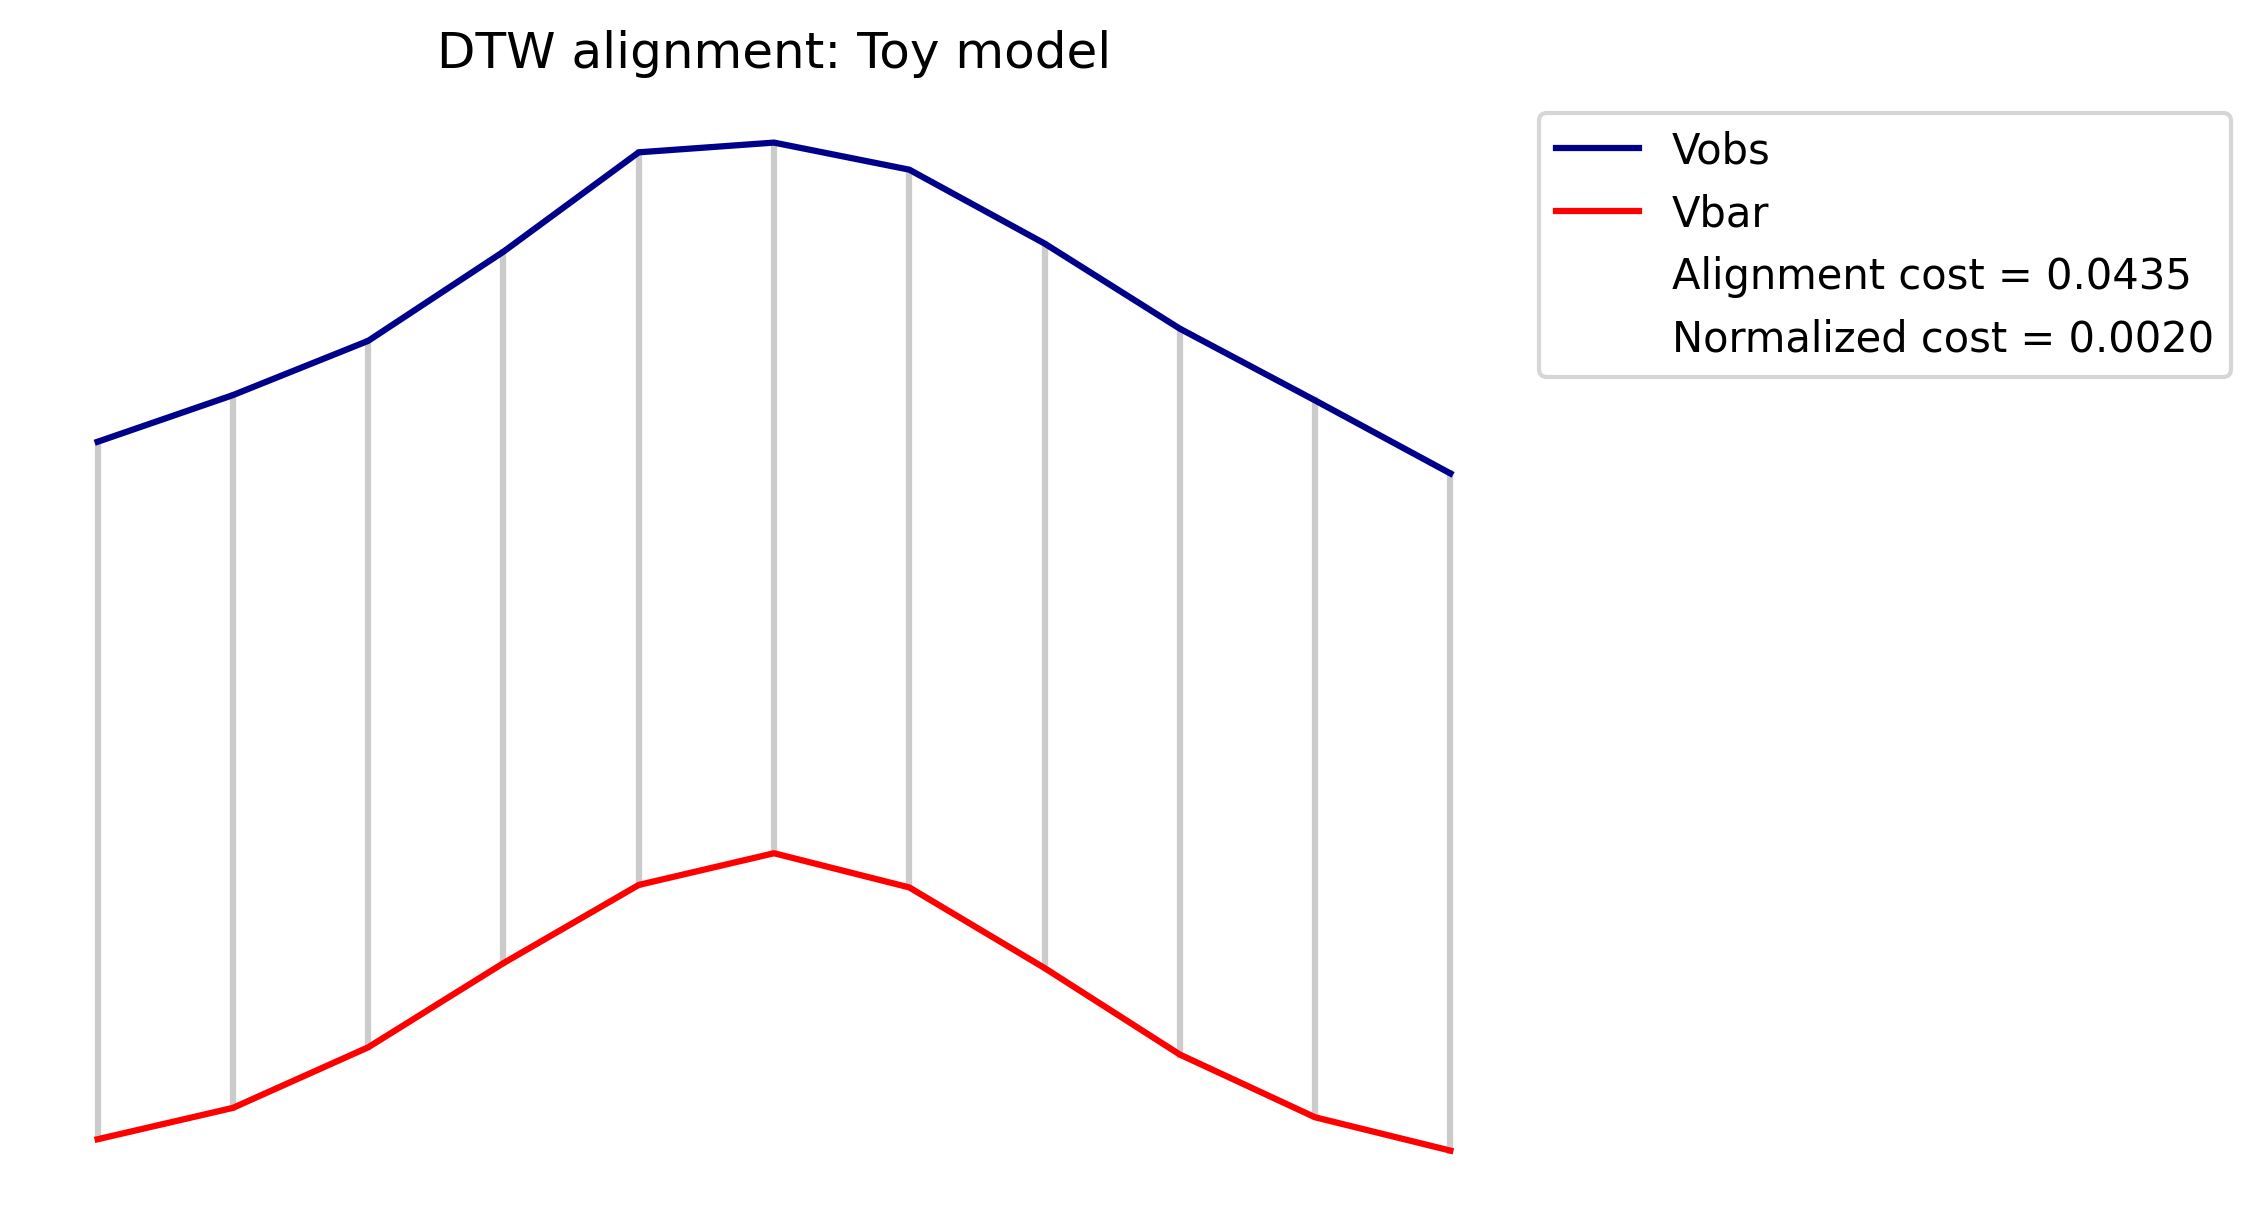 DTW alignment: Toy model
Vobs
Vbar
Alignment cost = 0.0435
Normalized cost = 0.0020